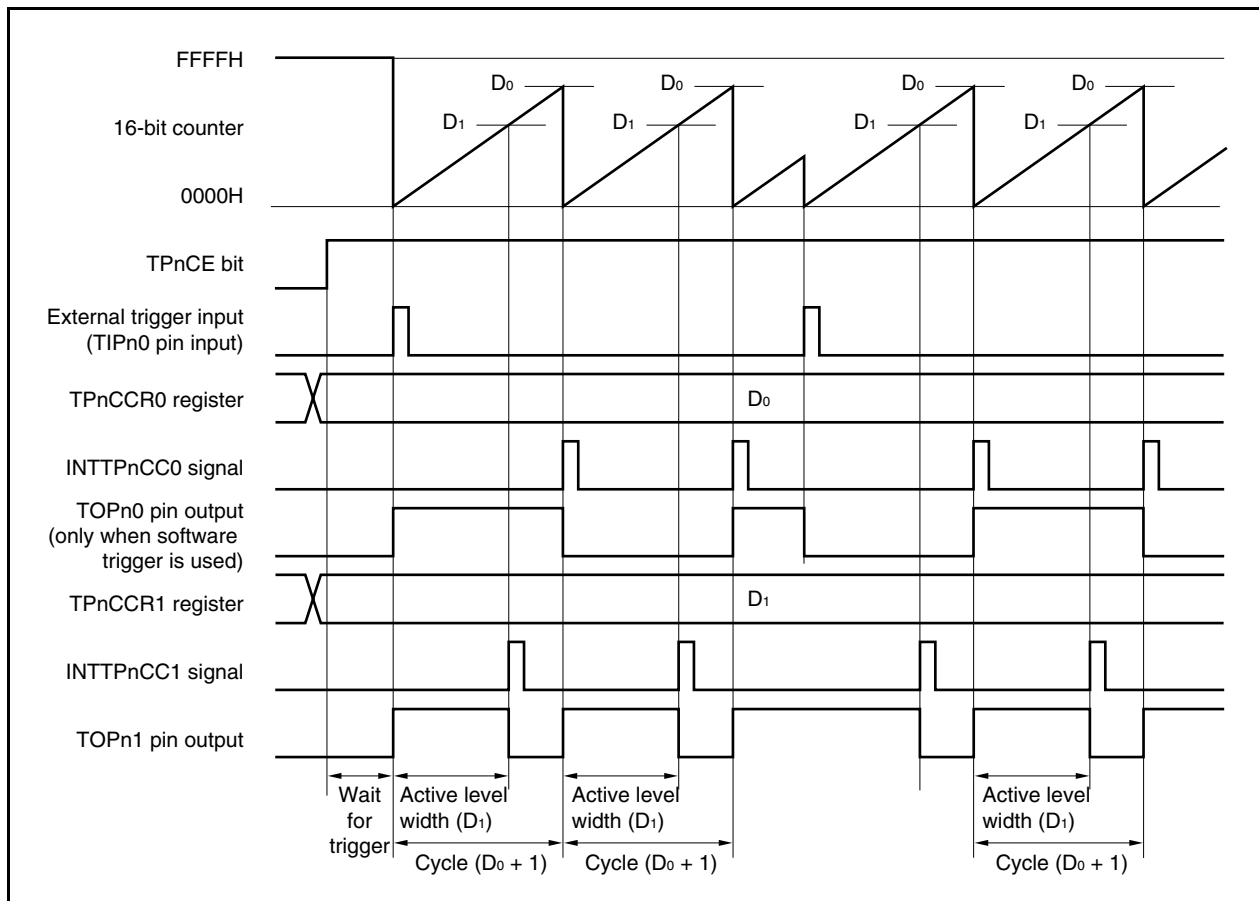 FFFFH
D0 D0 D0 D0
16-bit counter
D1 D1 D1 D1
0000H
TPnCE bit
External trigger input
(TIPn0 pin input)
TPnCCR0 register
D0
INTTPnCC0 signal
TOPn0 pin output
(only when software
trigger is used)
TPnCCR1 register
D1
INTTPnCC1 signal
TOPn1 pin output
Wait
for
trigger
Active level
width (D1)
Active level
width (D1)
Active level
width (D1)
Cycle (D0 + 1)
Cycle (D0 + 1)
Cycle (D0 + 1)